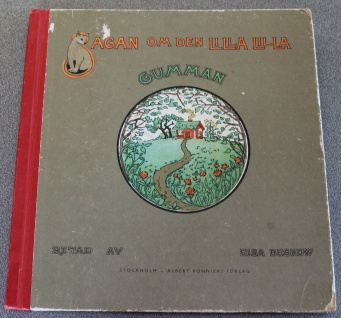 SAGAN OM DEN LILLA LILLA
GUMMAN
RITAD AV ELSA BESKOW
STOCKHOLM - ALBERT BONNIERS FÖRLAG